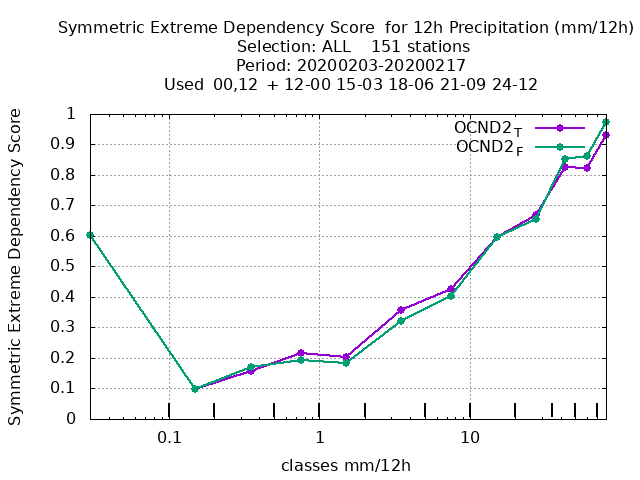 Symmetric Extreme Dependency Score  for 12h Precipitation (mm/12h)
Selection: ALL    151 stations
Period: 20200203-20200217
Used  00,12  + 12-00 15-03 18-06 21-09 24-12
Symmetric Extreme Dependency Score
1
0.9
0.8
0.7
0.6
0.5
0.4
0.3
0.2
0.1
0
OCND2T
OCND2F
0.1 1 10
classes mm/12h